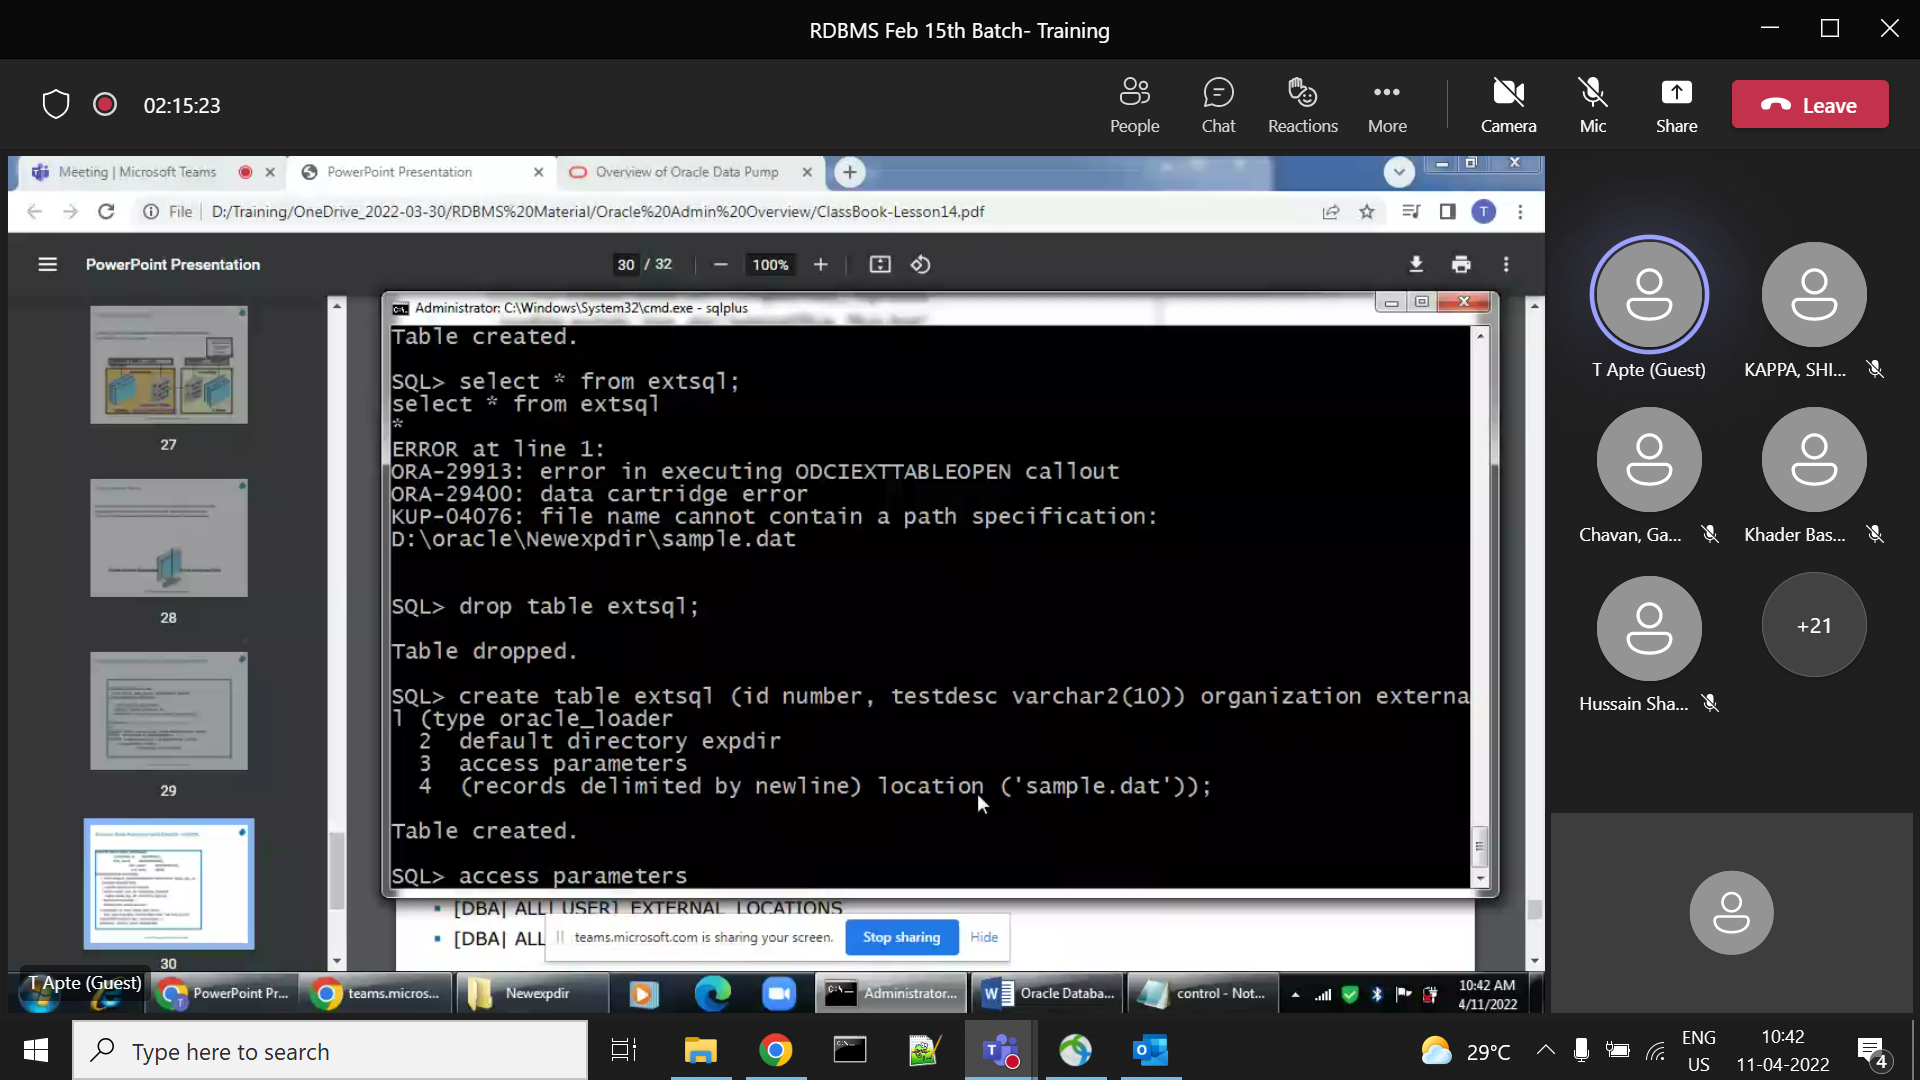 RDBMS Feb 15th Batch- Training
02:15:23
People
Chat
Reactions
More
Camera
Mic
Share
Leave
Meeting | Microsoft Teams
PowerPoint Presentation
Overview of Oracle Data Pump
File
D:/Training/OneDrive_2022-03-30/RDBMS%20Material/Oracle%20Admin%20Overview/ClassBook-Lesson14.pdf
T
PowerPoint Presentation
30 / 32
100%
27
28
29
30
Administrator: C:\Windows\System32\cmd.exe - sqlplus
Table created.
SQL> select * from extsql;
select * from extsql
*
ERROR at line 1:
ORA-29913: error in executing ODCIEXTTABLEOPEN callout
ORA-29400: data cartridge error
KUP-04076: file name cannot contain a path specification:
D:\oracle\Newexpdir\sample.dat
SQL> drop table extsql;
Table dropped.
SQL> create table extsql (id number, testdesc varchar2(10)) organization externa
l (type oracle_loader
2 default directory expdir
3 access parameters
4 (records delimited by newline) location ('sample.dat'));
Table created.
SQL> access parameters
[DBA| ALL| USER]_EXTERNAL_LOCATIONS
[DBA| ALL
teams.microsoft.com is sharing your screen.
Stop sharing
Hide
T Apte (Guest)
PowerPoint Pr...
teams.micros...
Newexpdir
Administrator...
Oracle Databa...
control - Not...
10:42 AM
4/11/2022
T Apte (Guest)
KAPPA, SHI...
Chavan, Ga...
Khader Bas...
Hussain Sha...
+21
Type here to search
29°C
ENG
US
10:42
11-04-2022
4